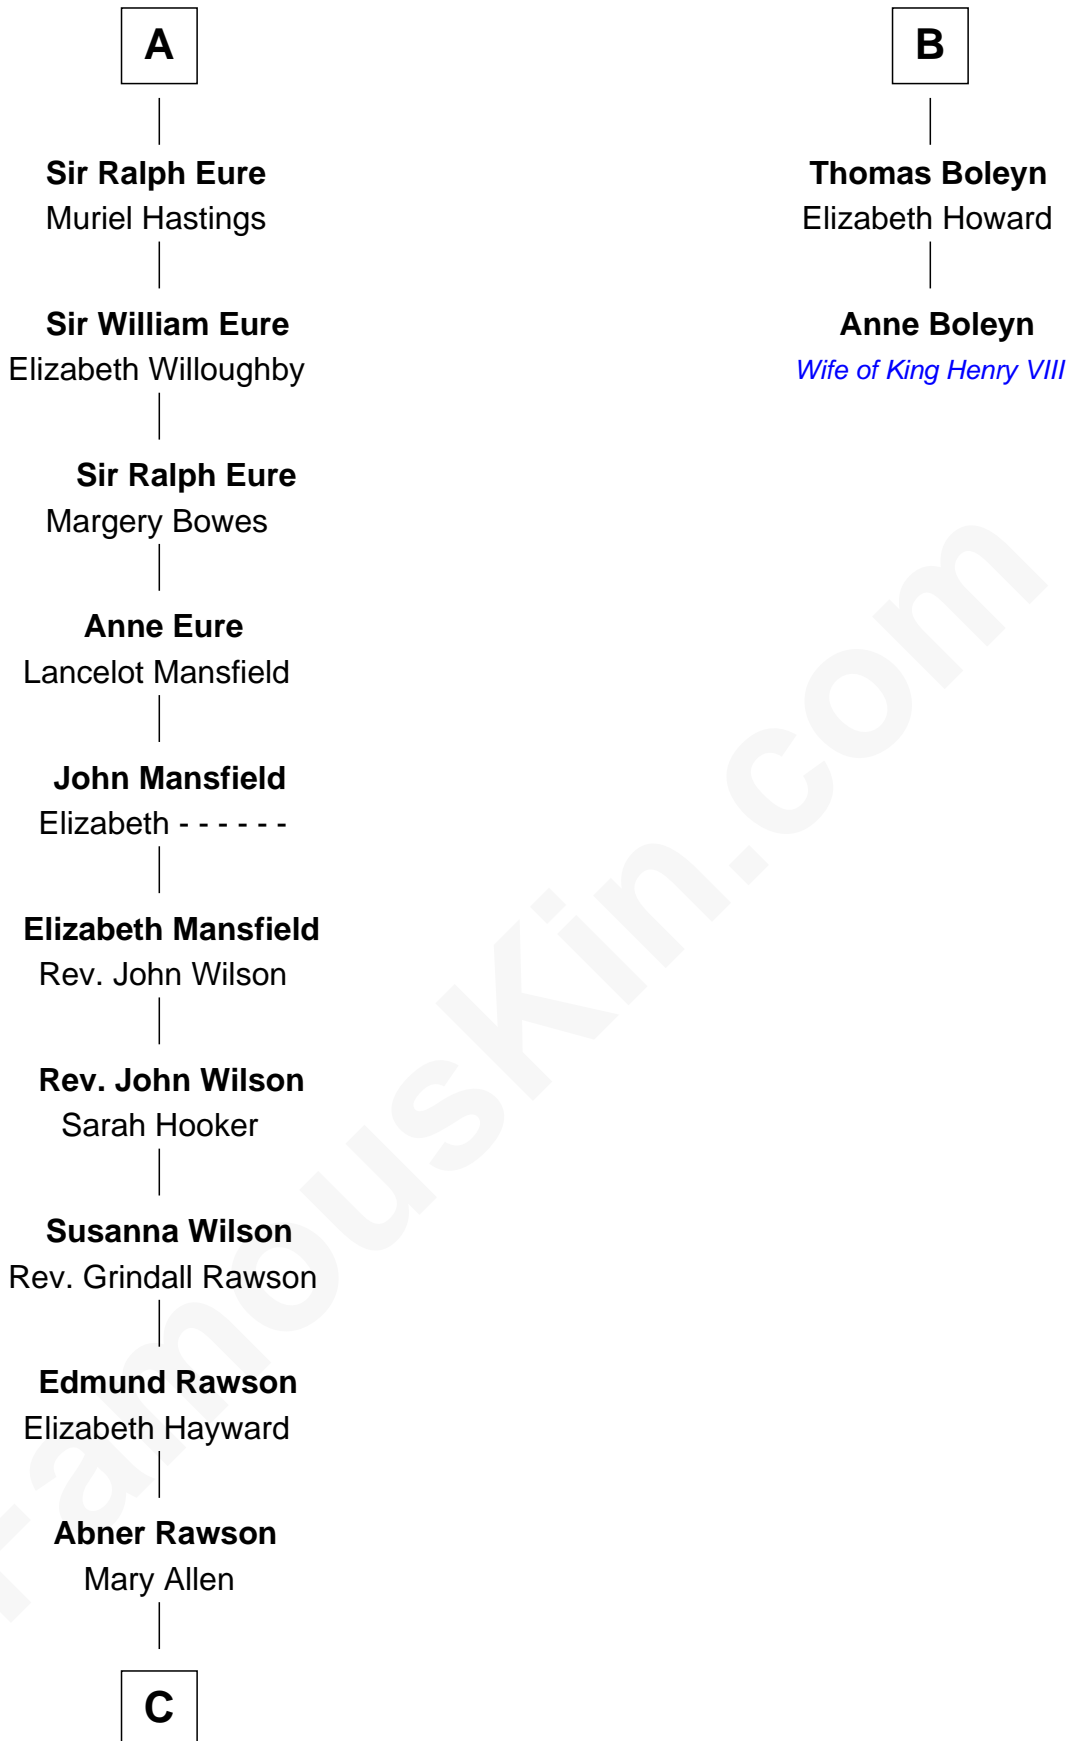 A
Sir Ralph Eure
Muriel Hastings
Sir William Eure
Elizabeth Willoughby
Sir Ralph Eure
Margery Bowes
Anne Eure
Lancelot Mansfield
John Mansfield
Elizabeth - - - - - -
Elizabeth Mansfield
Rev. John Wilson
Rev. John Wilson
Sarah Hooker
Susanna Wilson
Rev. Grindall Rawson
Edmund Rawson
Elizabeth Hayward
Abner Rawson
Mary Allen
C
B
Thomas Boleyn
Elizabeth Howard
Anne Boleyn
Wife of King Henry VIII
FamousKin.com